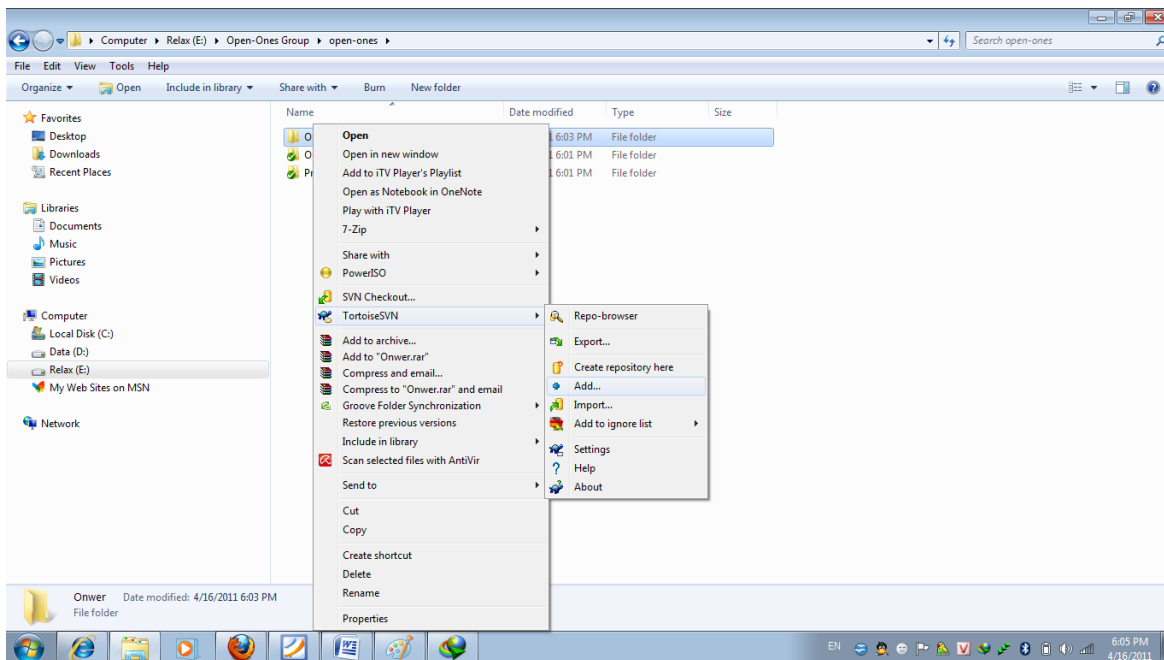 Computer ▸ Relax (E:) ▸ Open-Ones Group ▸ open-ones ▸
Search open-ones
File Edit View Tools Help
Organize Open Include in library Share with Burn New folder
Name Date modified Type Size
Favorites
Desktop
Downloads
Recent Places
Libraries
Documents
Music
Pictures
Videos
Computer
Local Disk (C:)
Data (D:)
Relax (E:)
My Web Sites on MSN
Network
O 6:03 PM File folder
O 6:01 PM File folder
Pr 6:01 PM File folder
Open
Open in new window
Add to iTV Player's Playlist
Open as Notebook in OneNote
Play with iTV Player
7-Zip
Share with
PowerISO
SVN Checkout...
TortoiseSVN
Add to archive...
Add to "Onwer.rar"
Compress and email...
Compress to "Onwer.rar" and email
Groove Folder Synchronization
Restore previous versions
Include in library
Scan selected files with AntiVir
Send to
Cut
Copy
Create shortcut
Delete
Rename
Properties
Repo-browser
Export...
Create repository here
Add...
Import...
Add to ignore list
Settings
Help
About
Onwer Date modified: 4/16/2011 6:03 PM
File folder
EN
6:05 PM
4/16/2011